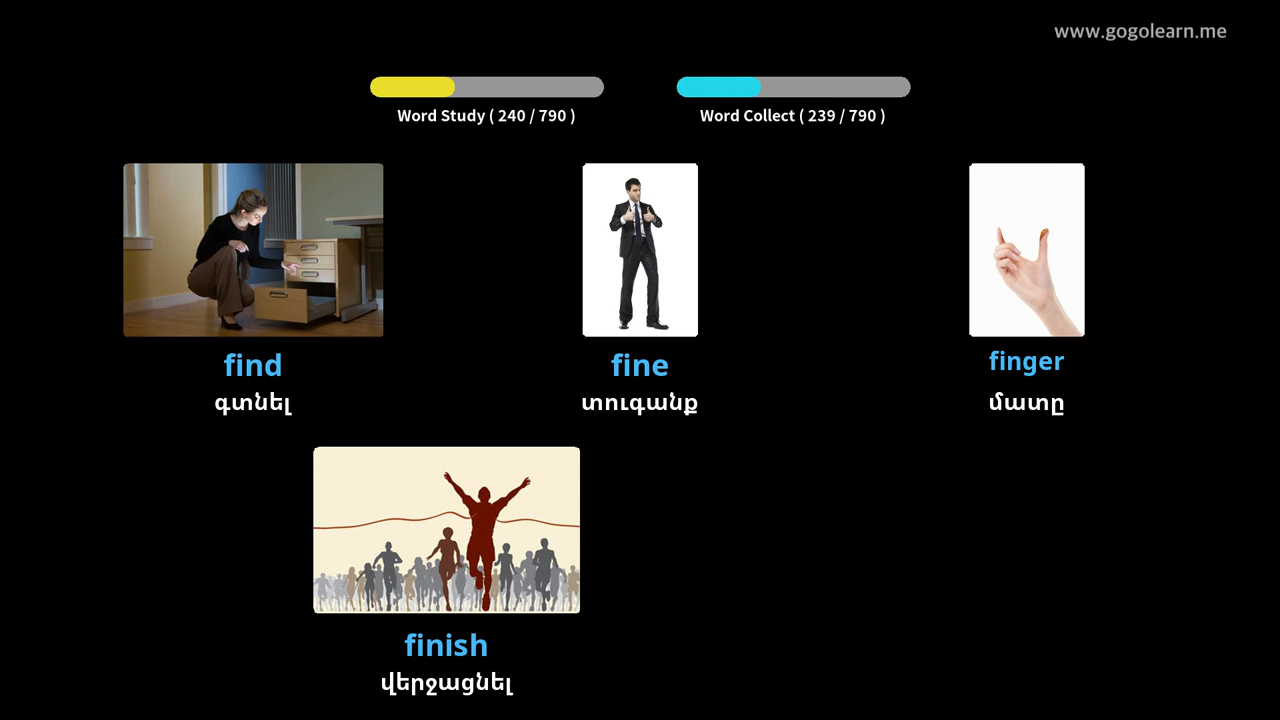 www.gogolearn.me
Word Study ( 240 / 790 )
Word Collect ( 239 / 790 )
find
fine
finger
գտնել
տուգանք
մատը
finish
վերջացնել